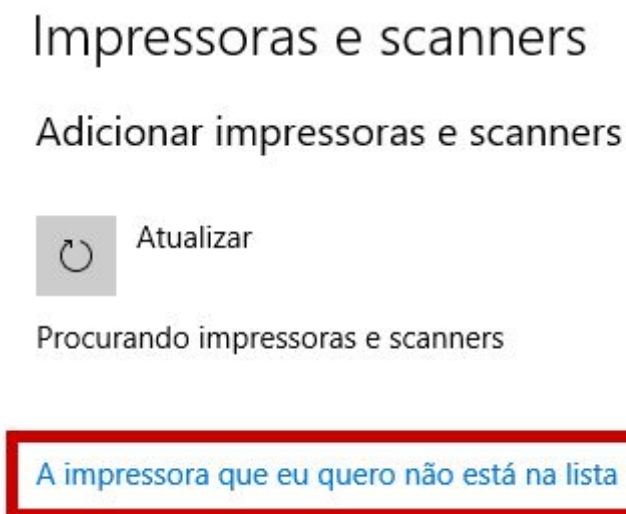 Impressoras e scanners
Adicionar impressoras e scanners
Atualizar
Procurando impressoras e scanners
A impressora que eu quero não está na lista